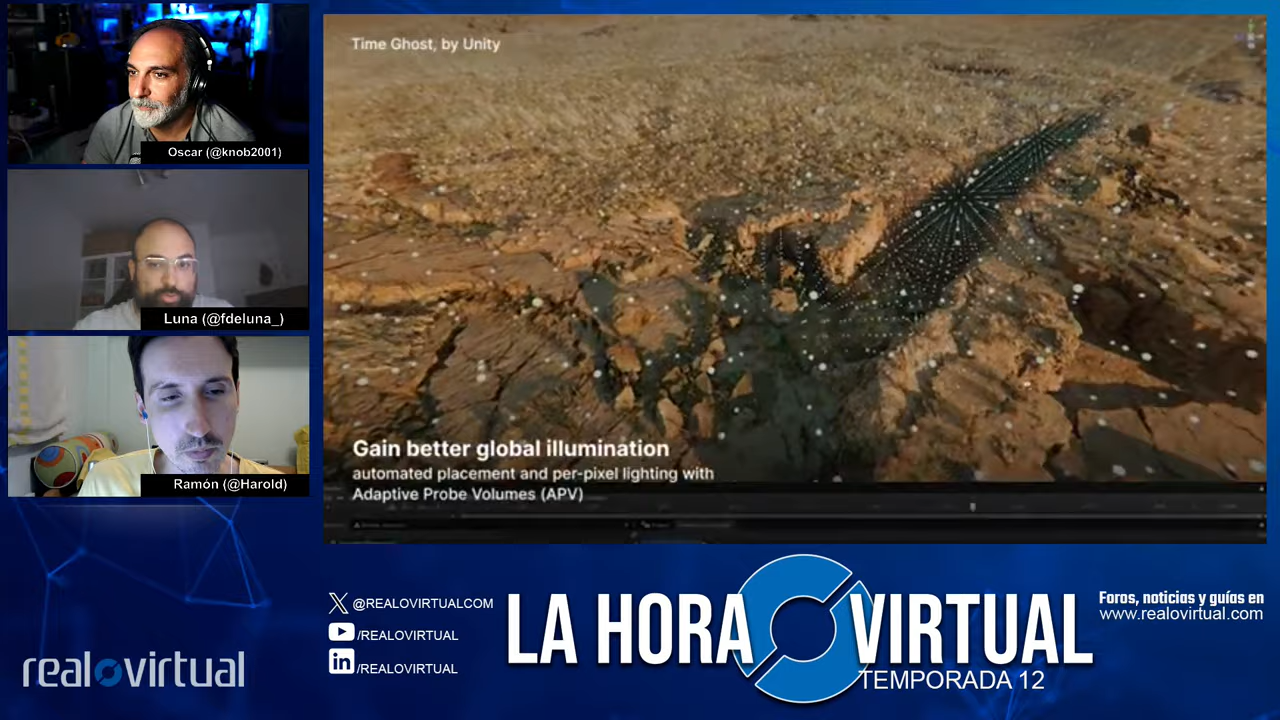 Oscar (@knob2001)
Luna (@fdeluna_)
Ramón (@Harold)
Time Ghost, by Unity
Gain better global illumination
automated placement and per-pixel lighting with
Adaptive Probe Volumes (APV)
realovirtual
@REALOVIRTUALCOM
/REALOVIRTUAL
/REALOVIRTUAL
LA HORA VIRTUAL
TEMPORADA 12
Foros, noticias y guías en
www.realovirtual.com